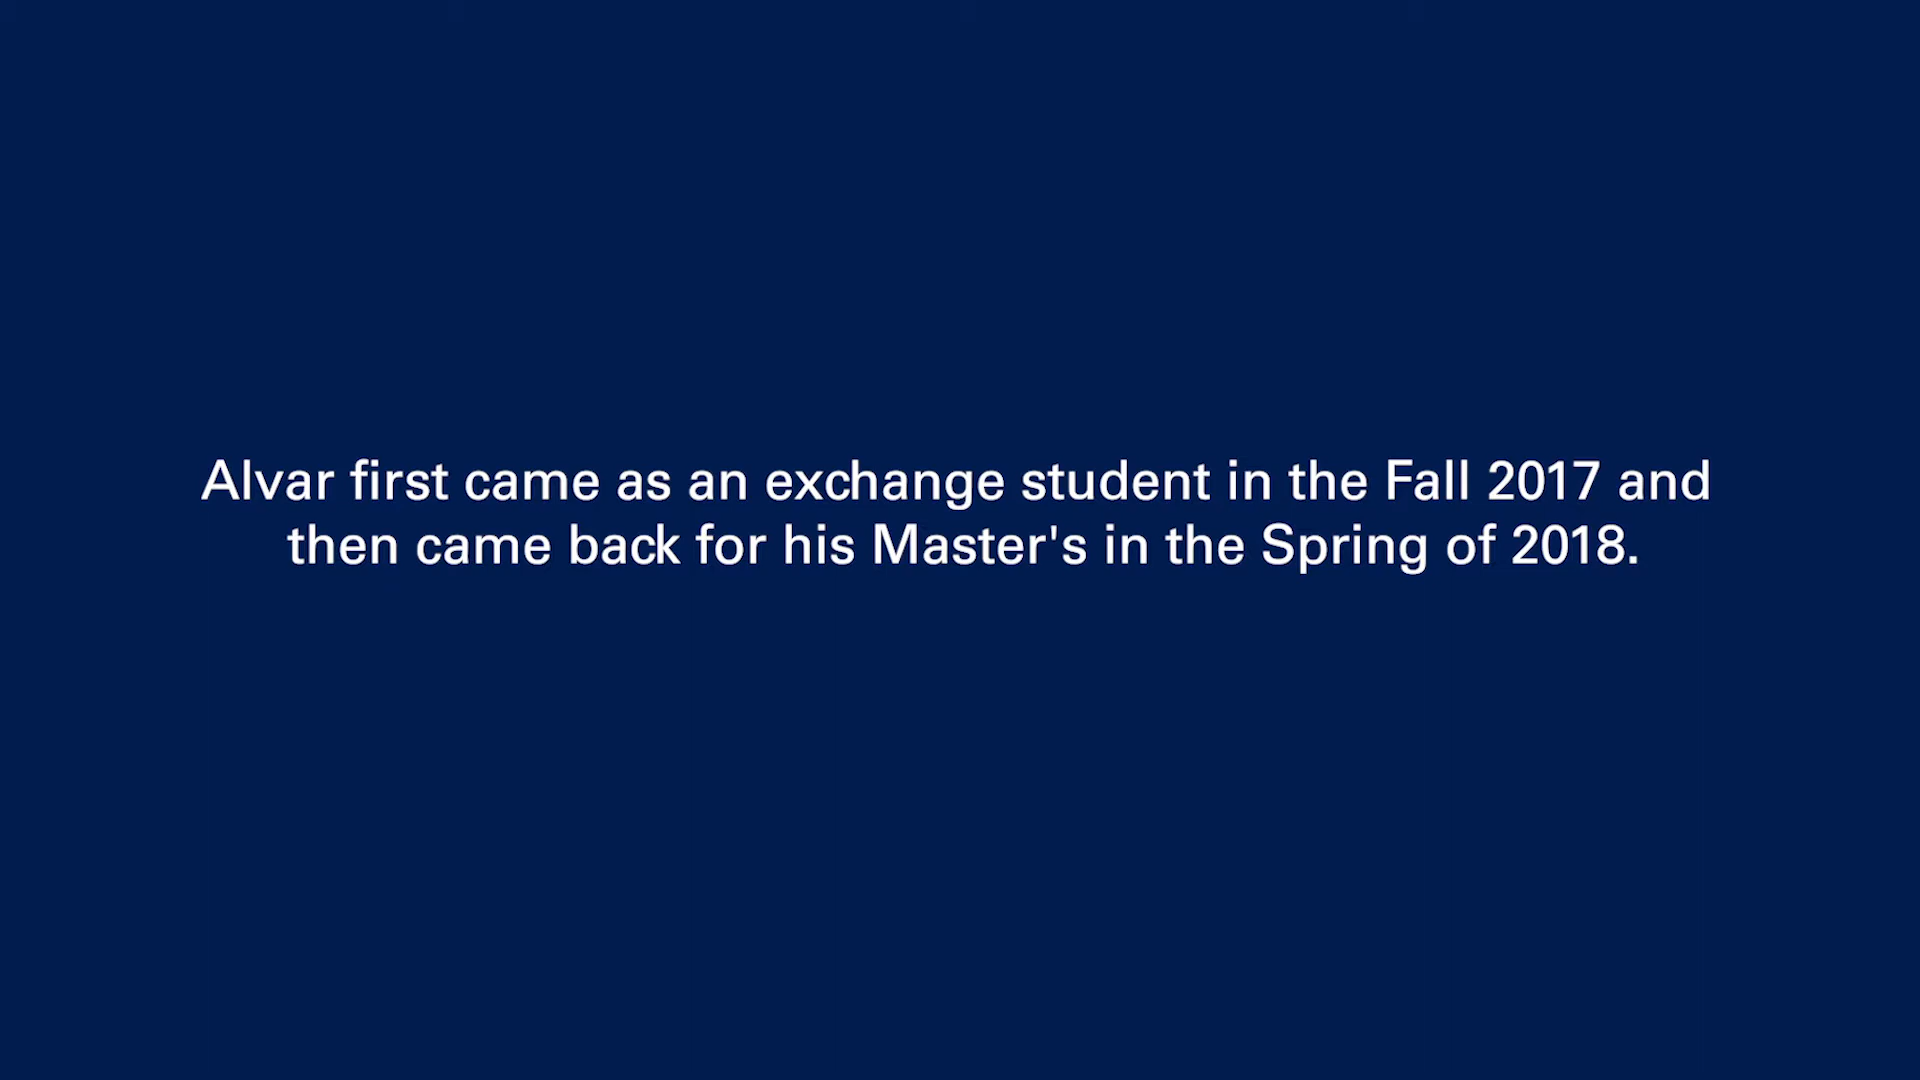 Alvar first came as an exchange student in the Fall 2017 and
then came back for his Master's in the Spring of 2018.